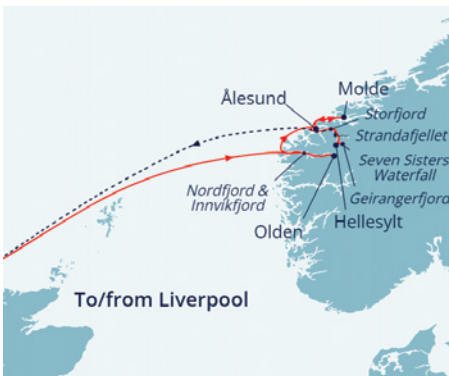 Molde
Ålesund
Storfjord
Strandafjellet
Seven Sisters
Waterfall
Nordfjord &
Innvikfjord
Geirangerfjord
Hellesylt
Olden
To/from Liverpool